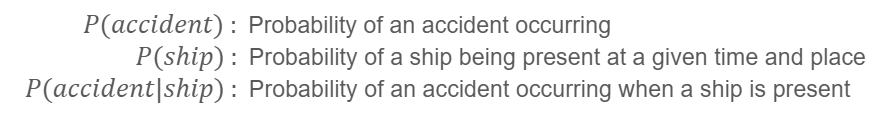 P(accident) : Probability of an accident occurring
P(ship) : Probability of a ship being present at a given time and place
P(accident|ship) : Probability of an accident occurring when a ship is present